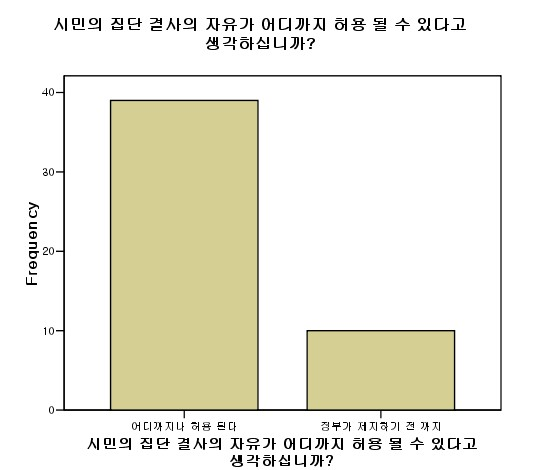 시민의 집단 결사의 자유가 어디까지 허용 될 수 있다고
생각하십니까?
40
30
20
10
0
Frequency
어디까지나 허용 된다
정부가 제지하기 전 까지
시민의 집단 결사의 자유가 어디까지 허용 될 수 있다고
생각하십니까?